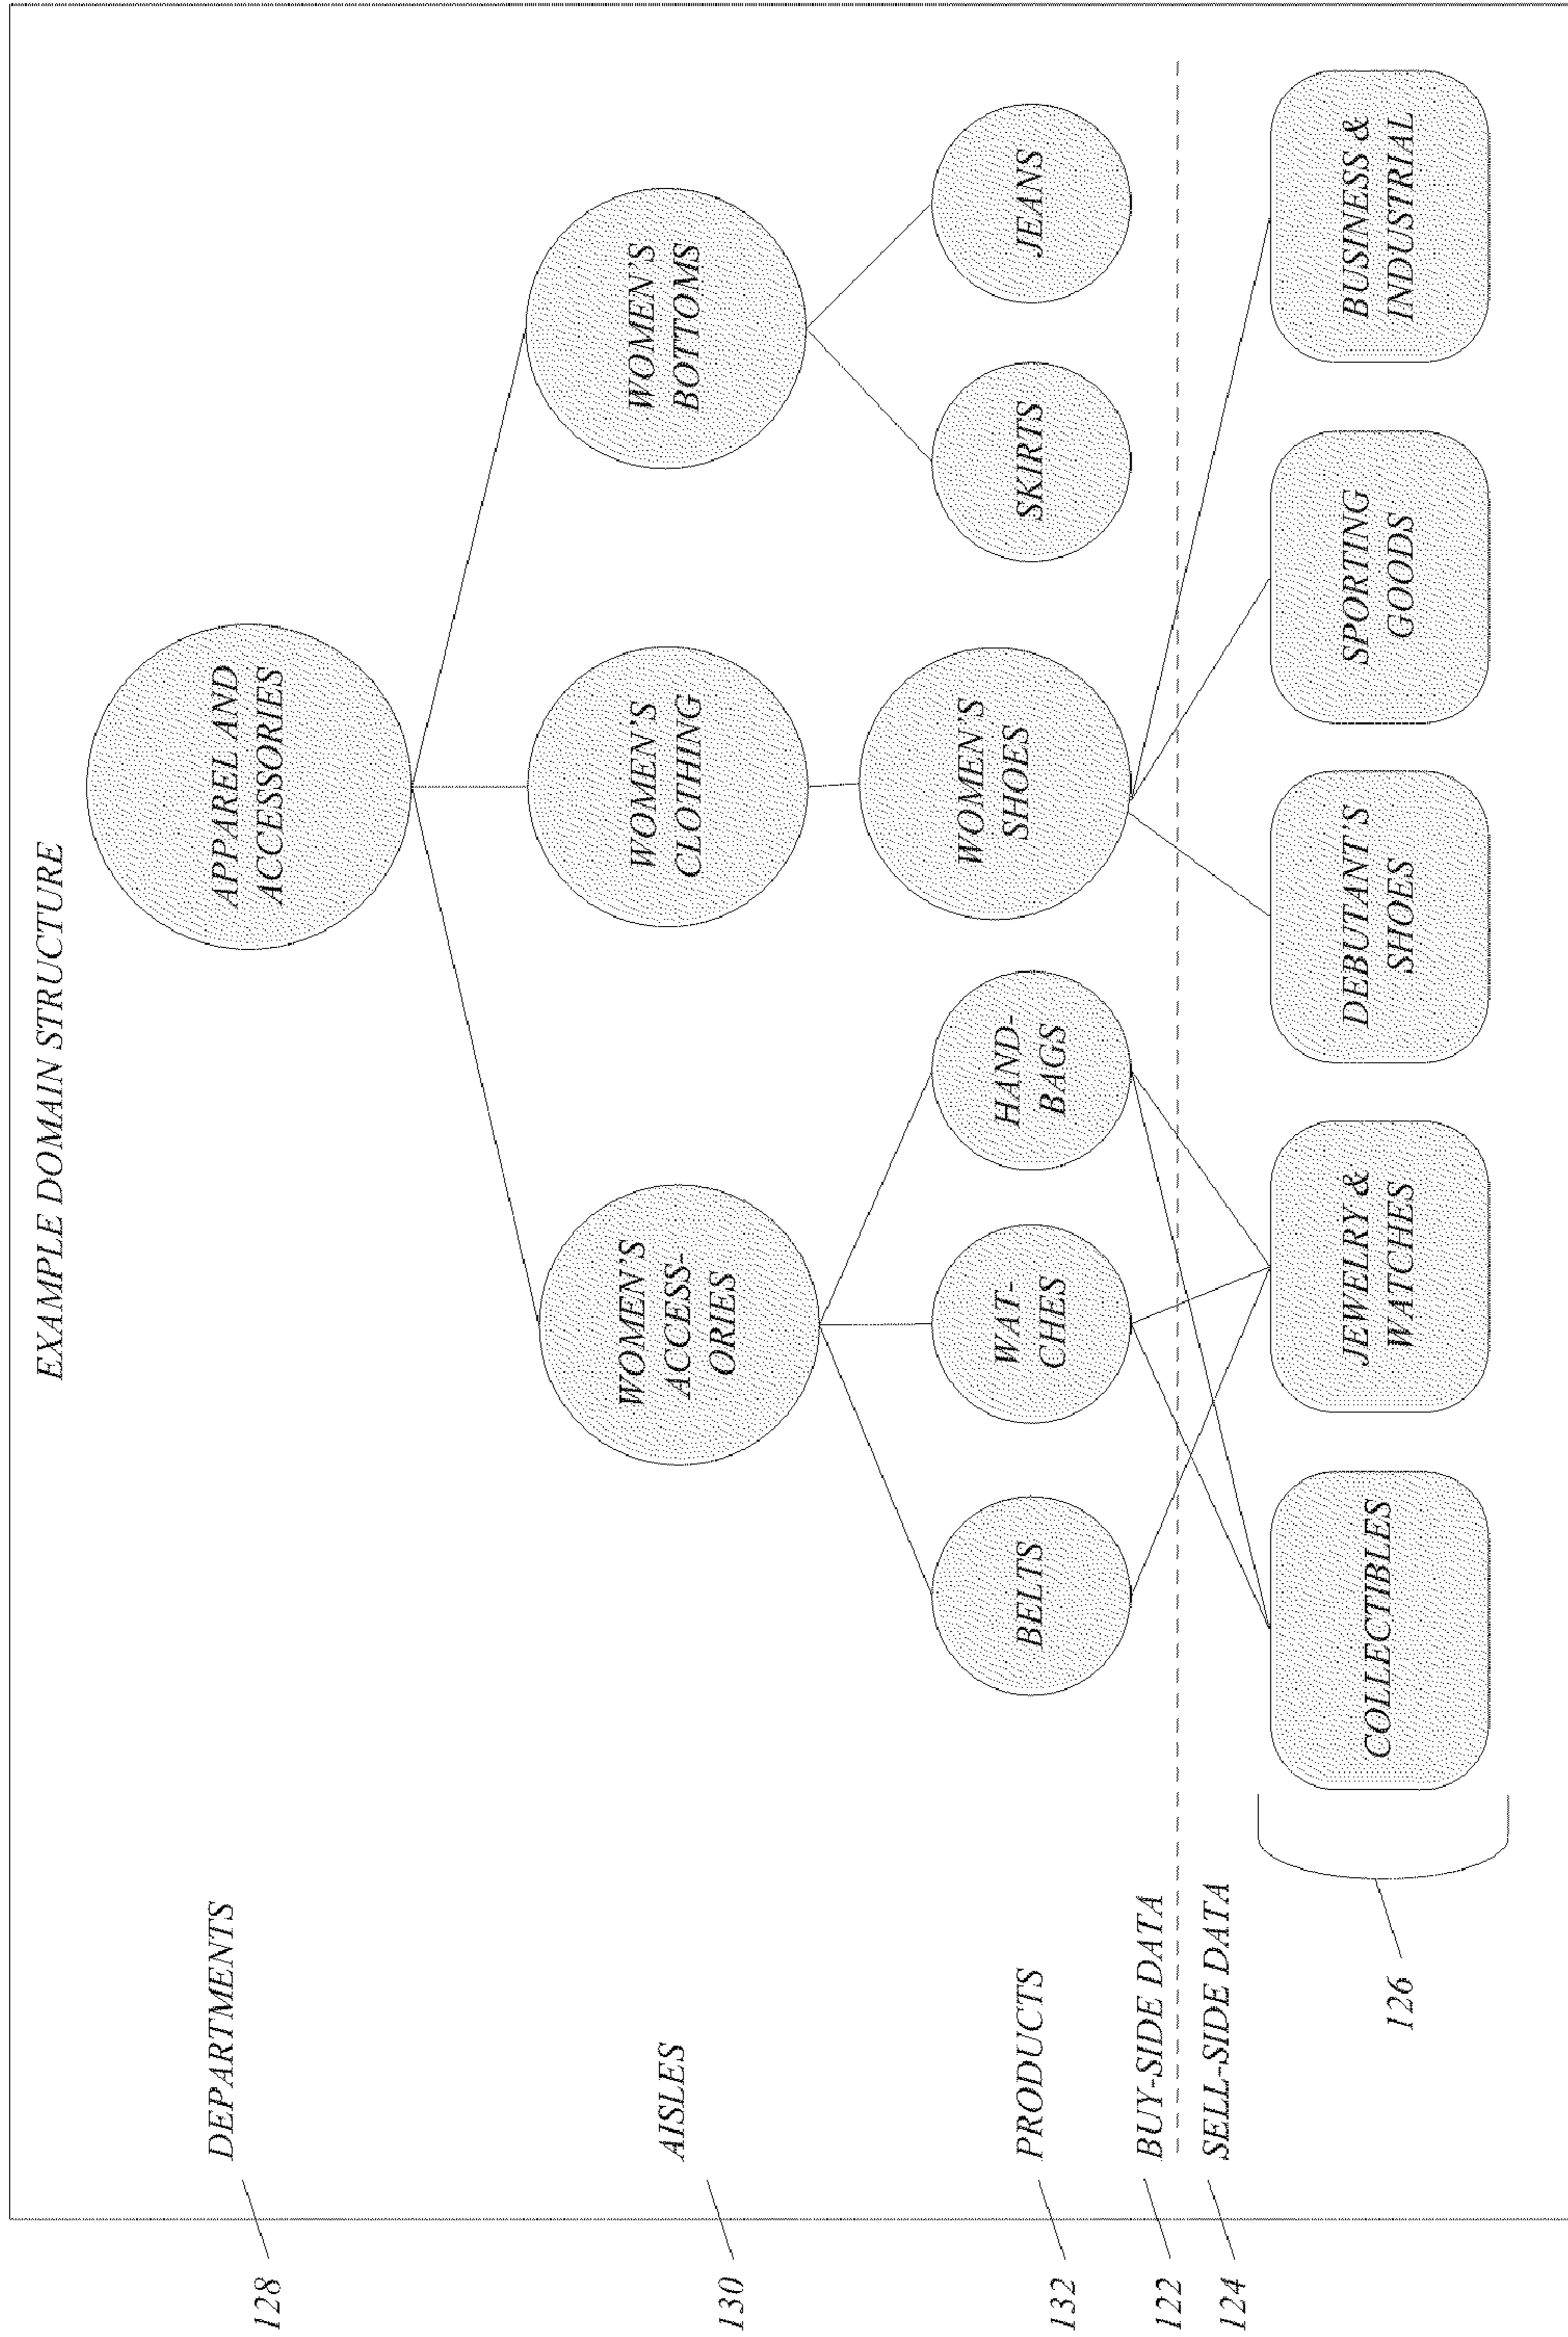 EXAMPLE DOMAIN STRUCTURE
128
DEPARTMENTS
APPAREL AND
ACCESSORIES
130
AISLES
WOMEN'S
ACCESS-
ORIES
WOMEN'S
CLOTHING
WOMEN'S
BOTTOMS
132
PRODUCTS
BELTS
WAT-
CHES
HAND-
BAGS
WOMEN'S
SHOES
SKIRTS
JEANS
122
BUY-SIDE DATA
124
SELL-SIDE DATA
126
COLLECTIBLES
JEWELRY &
WATCHES
DEBUTANT'S
SHOES
SPORTING
GOODS
BUSINESS &
INDUSTRIAL